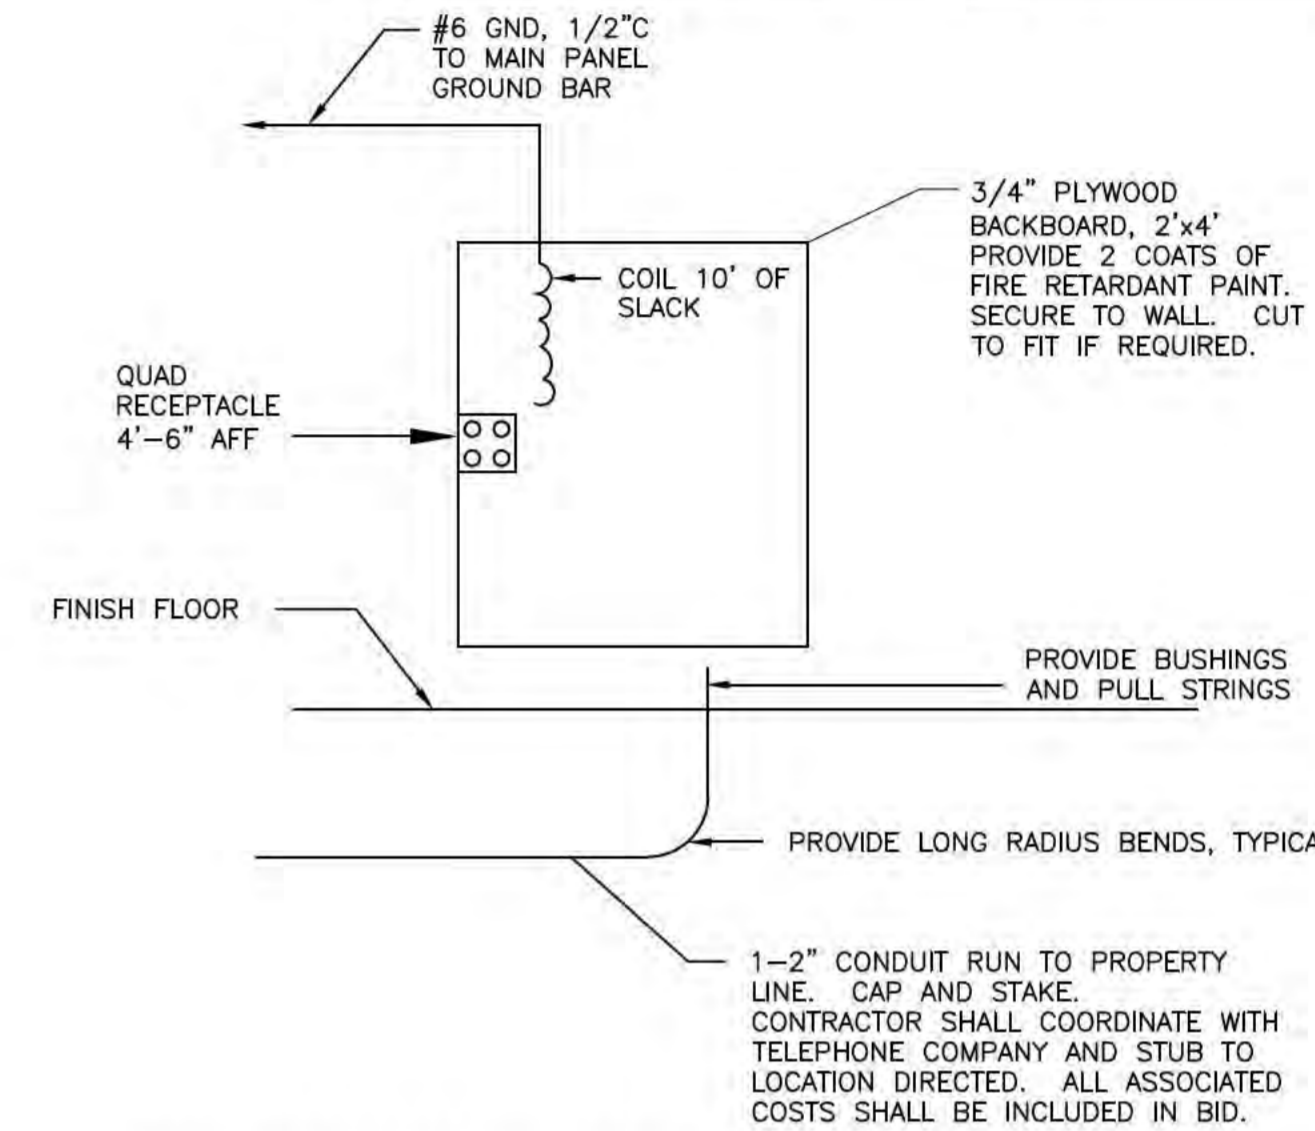 #6 GND, 1/2"C
TO MAIN PANEL
GROUND BAR
3/4" PLYWOOD
BACKBOARD, 2'x4'
PROVIDE 2 COATS OF
FIRE RETARDANT PAINT.
SECURE TO WALL. CUT
TO FIT IF REQUIRED.
COIL 10' OF
SLACK
QUAD
RECEPTACLE
4'-6" AFF
FINISH FLOOR
PROVIDE BUSHINGS
AND PULL STRINGS
PROVIDE LONG RADIUS BENDS, TYPICA
1-2" CONDUIT RUN TO PROPERTY
LINE. CAP AND STAKE.
CONTRACTOR SHALL COORDINATE WITH
TELEPHONE COMPANY AND STUB TO
LOCATION DIRECTED. ALL ASSOCIATED
COSTS SHALL BE INCLUDED IN BID.